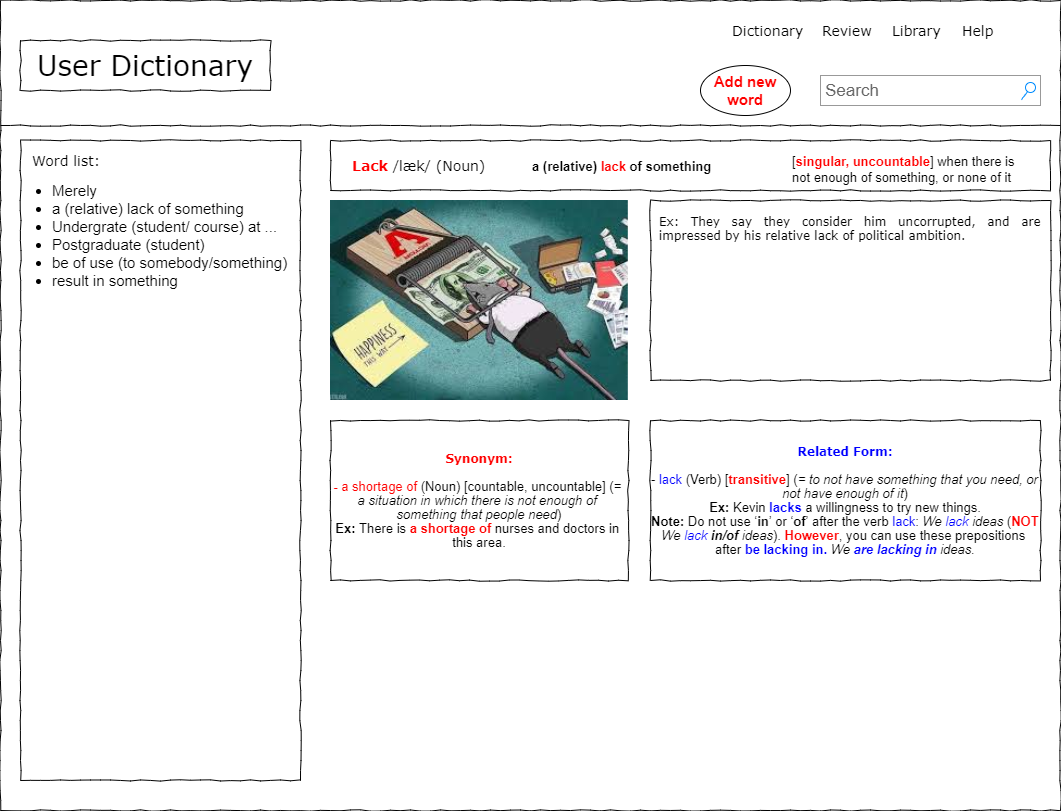 Dictionary Review Library Help
User Dictionary
Add new
word
Search
Word list:
Merely
a (relative) lack of something
Undergrate (student/ course) at ...
Postgraduate (student)
be of use (to somebody/something)
result in something
Lack /læk/ (Noun)
a (relative) lack of something
[singular, uncountable] when there is
not enough of something, or none of it
A
HAPPINESS
THIS WAY
Ex: They say they consider him uncorrupted, and are
impressed by his relative lack of political ambition.
Synonym:
- a shortage of (Noun) [countable, uncountable] (=
a situation in which there is not enough of
something that people need)
Ex: There is a shortage of nurses and doctors in
this area.
Related Form:
- lack (Verb) [transitive] (= to not have something that you need, or
not have enough of it)
Ex: Kevin lacks a willingness to try new things.
Note: Do not use ‘in’ or ‘of’ after the verb lack: We lack ideas (NOT
We lack in/of ideas). However, you can use these prepositions
after be lacking in. We are lacking in ideas.